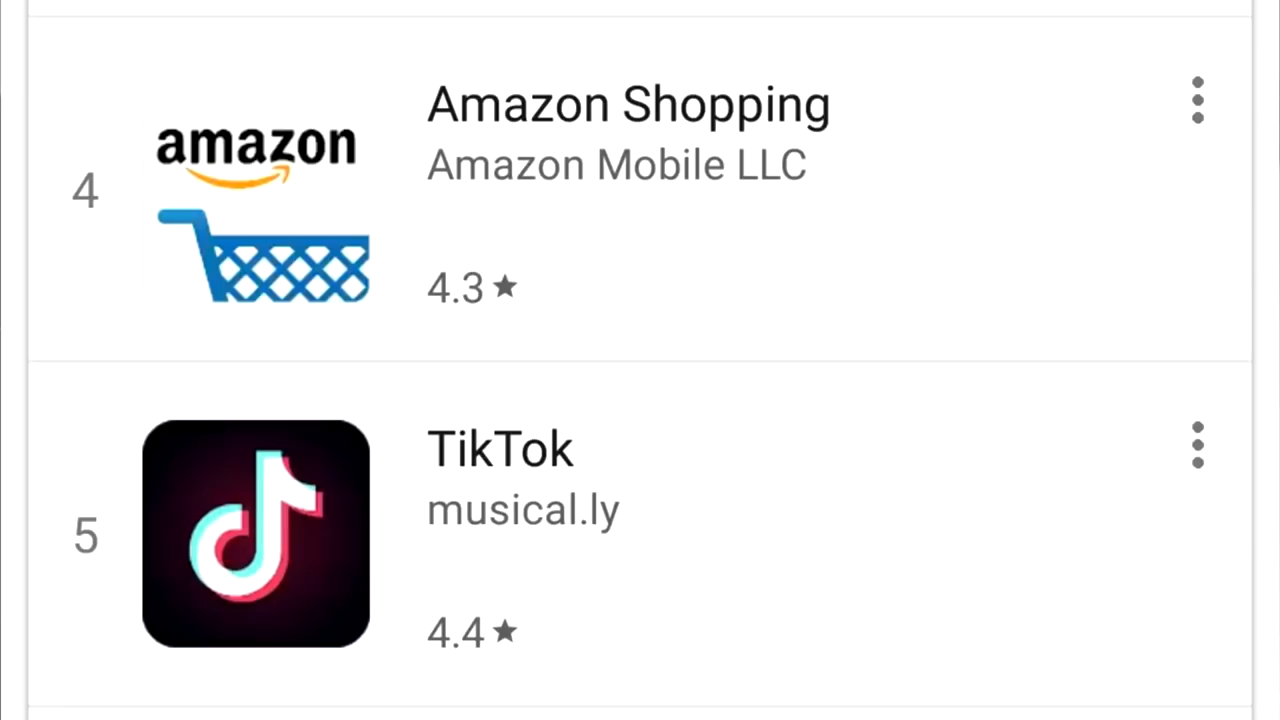 4
amazon
Amazon Shopping
Amazon Mobile LLC
4.3 ★
5
TikTok
musical.ly
4.4 ★